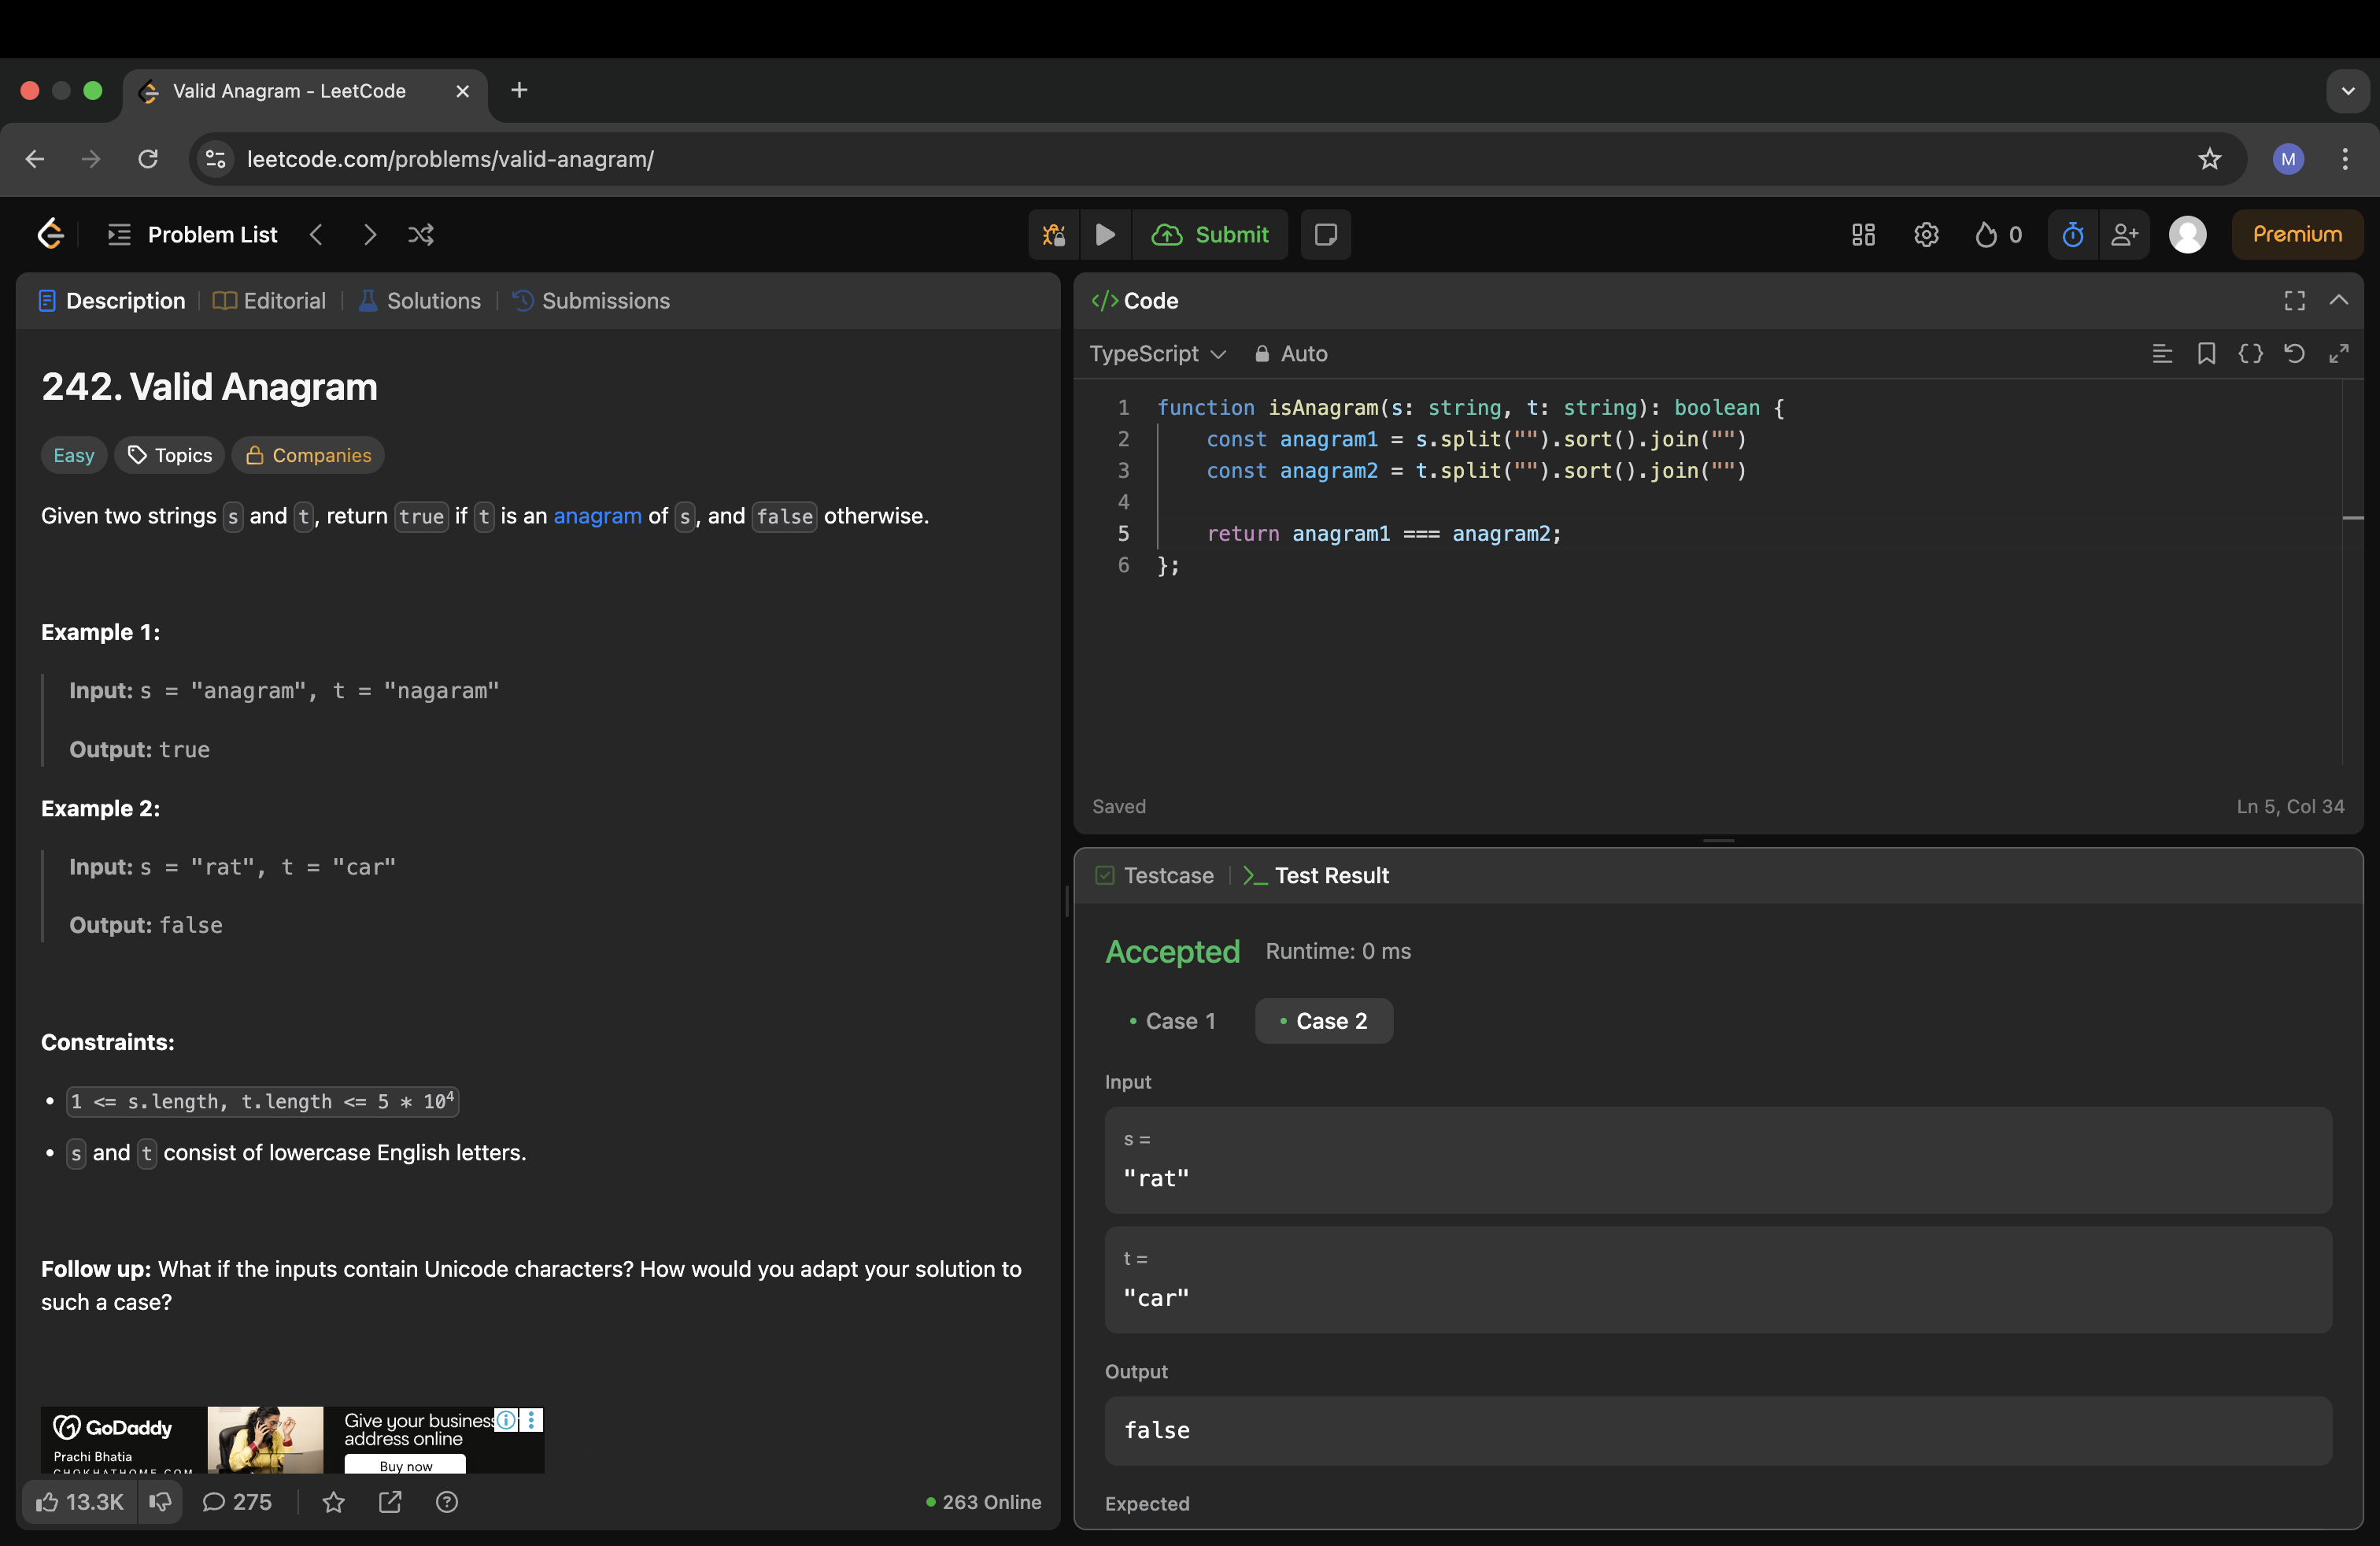 Valid Anagram - LeetCode
leetcode.com/problems/valid-anagram/
M
Problem List
Submit
0
Premium
Description
Editorial
Solutions
Submissions
242. Valid Anagram
Easy
Topics
Companies
Given two strings s and t, return true if t is an anagram of s, and false otherwise.
Example 1:
Input: s = "anagram", t = "nagaram"
Output: true
Example 2:
Input: s = "rat", t = "car"
Output: false
Constraints:
• 1 <= s.length, t.length <= 5 * 10⁴
• s and t consist of lowercase English letters.
Follow up: What if the inputs contain Unicode characters? How would you adapt your solution to
such a case?
GoDaddy
Prachi Bhatia
CHOKHATHOME.COM
Give your business
address online
Buy now
13.3K
275
263 Online
</> Code
TypeScript
Auto
1 function isAnagram(s: string, t: string): boolean {
2 const anagram1 = s.split("").sort().join("")
3 const anagram2 = t.split("").sort().join("")
4
5 return anagram1 === anagram2;
6 };
Saved
Ln 5, Col 34
Testcase
Test Result
Accepted
Runtime: 0 ms
• Case 1
• Case 2
Input
s =
"rat"
t =
"car"
Output
false
Expected